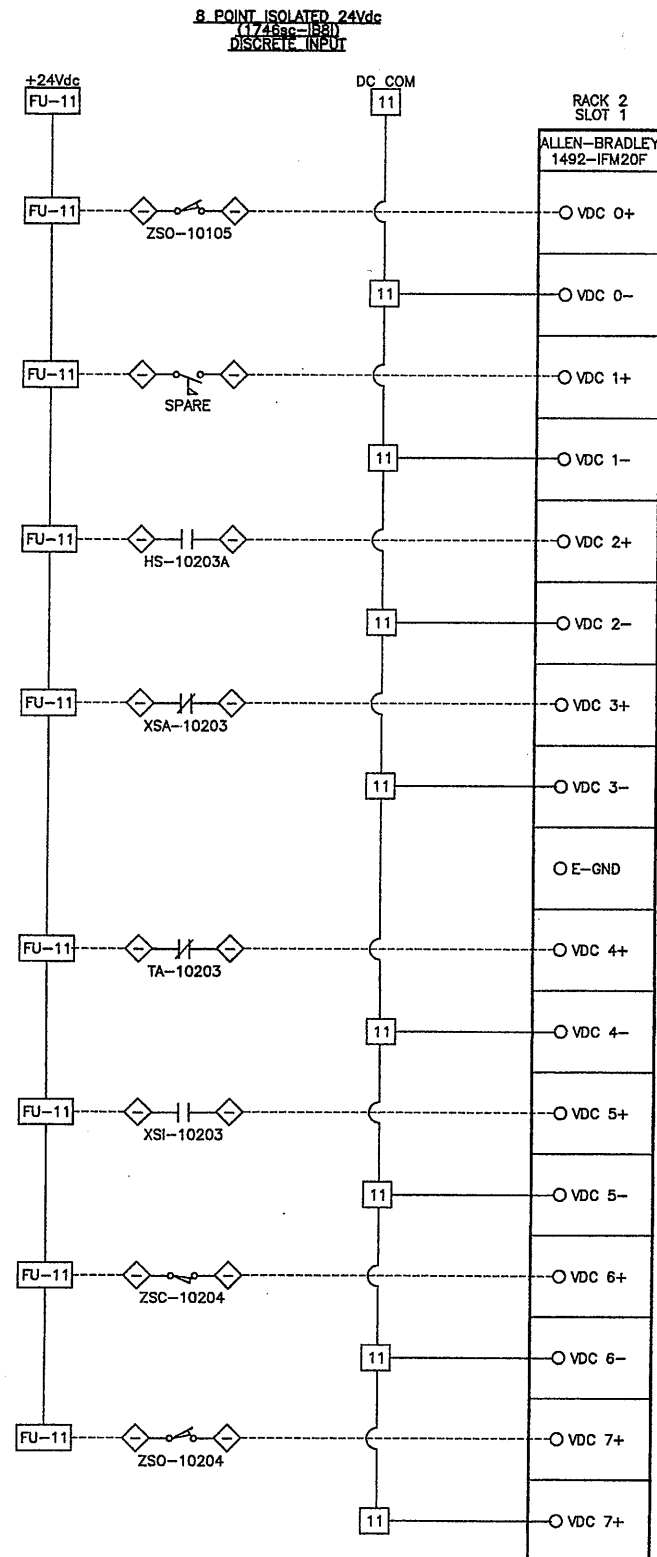 8 POINT ISOLATED 24Vdc
(1746sc-IB8I)
DISCRETE INPUT
+24Vdc
FU-11
DC COM
11
RACK 2
SLOT 1
ALLEN-BRADLEY
1492-IFM20F
FU-11
ZSO-10105
VDC 0+
11
VDC 0-
FU-11
SPARE
VDC 1+
11
VDC 1-
FU-11
HS-10203A
VDC 2+
11
VDC 2-
FU-11
XSA-10203
VDC 3+
11
VDC 3-
E-GND
FU-11
TA-10203
VDC 4+
11
VDC 4-
FU-11
XSI-10203
VDC 5+
11
VDC 5-
FU-11
ZSC-10204
VDC 6+
11
VDC 6-
FU-11
ZSO-10204
VDC 7+
11
VDC 7+